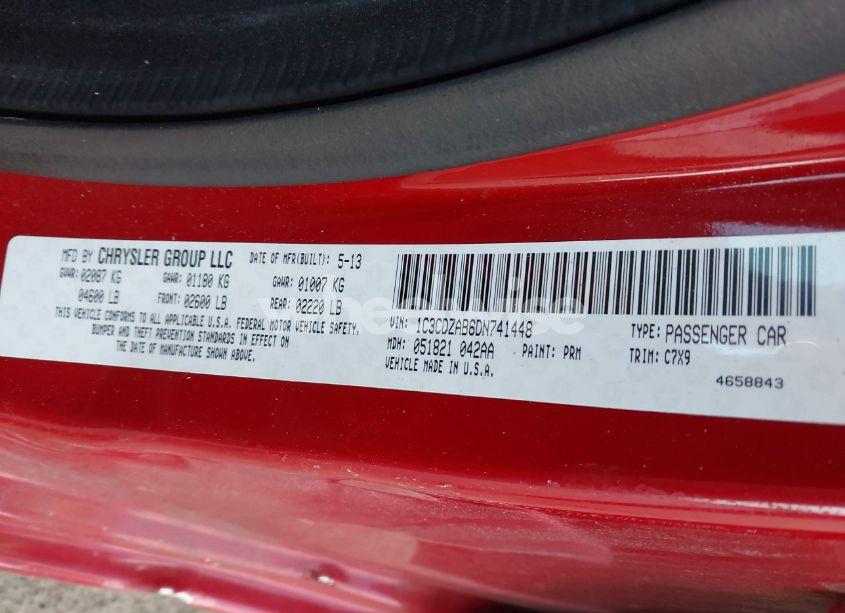 MFD BY CHRYSLER GROUP LLC DATE OF MFR(BUILT): 5-13
GVWR: 02087 KG GAWR: 01180 KG GAWR: 01007 KG
04600 LB FRONT: 02600 LB REAR: 02220 LB
THIS VEHICLE CONFORMS TO ALL APPLICABLE U.S.A. FEDERAL MOTOR VEHICLE SAFETY,
BUMPER AND THEFT PREVENTION STANDARDS IN EFFECT ON
THE DATE OF MANUFACTURE SHOWN ABOVE.
VIN: 1C3CDZAB6DN741448 TYPE: PASSENGER CAR
MDH: 051821 042AA PAINT: PRM TRIM: C7X9
VEHICLE MADE IN U.S.A.
4658843